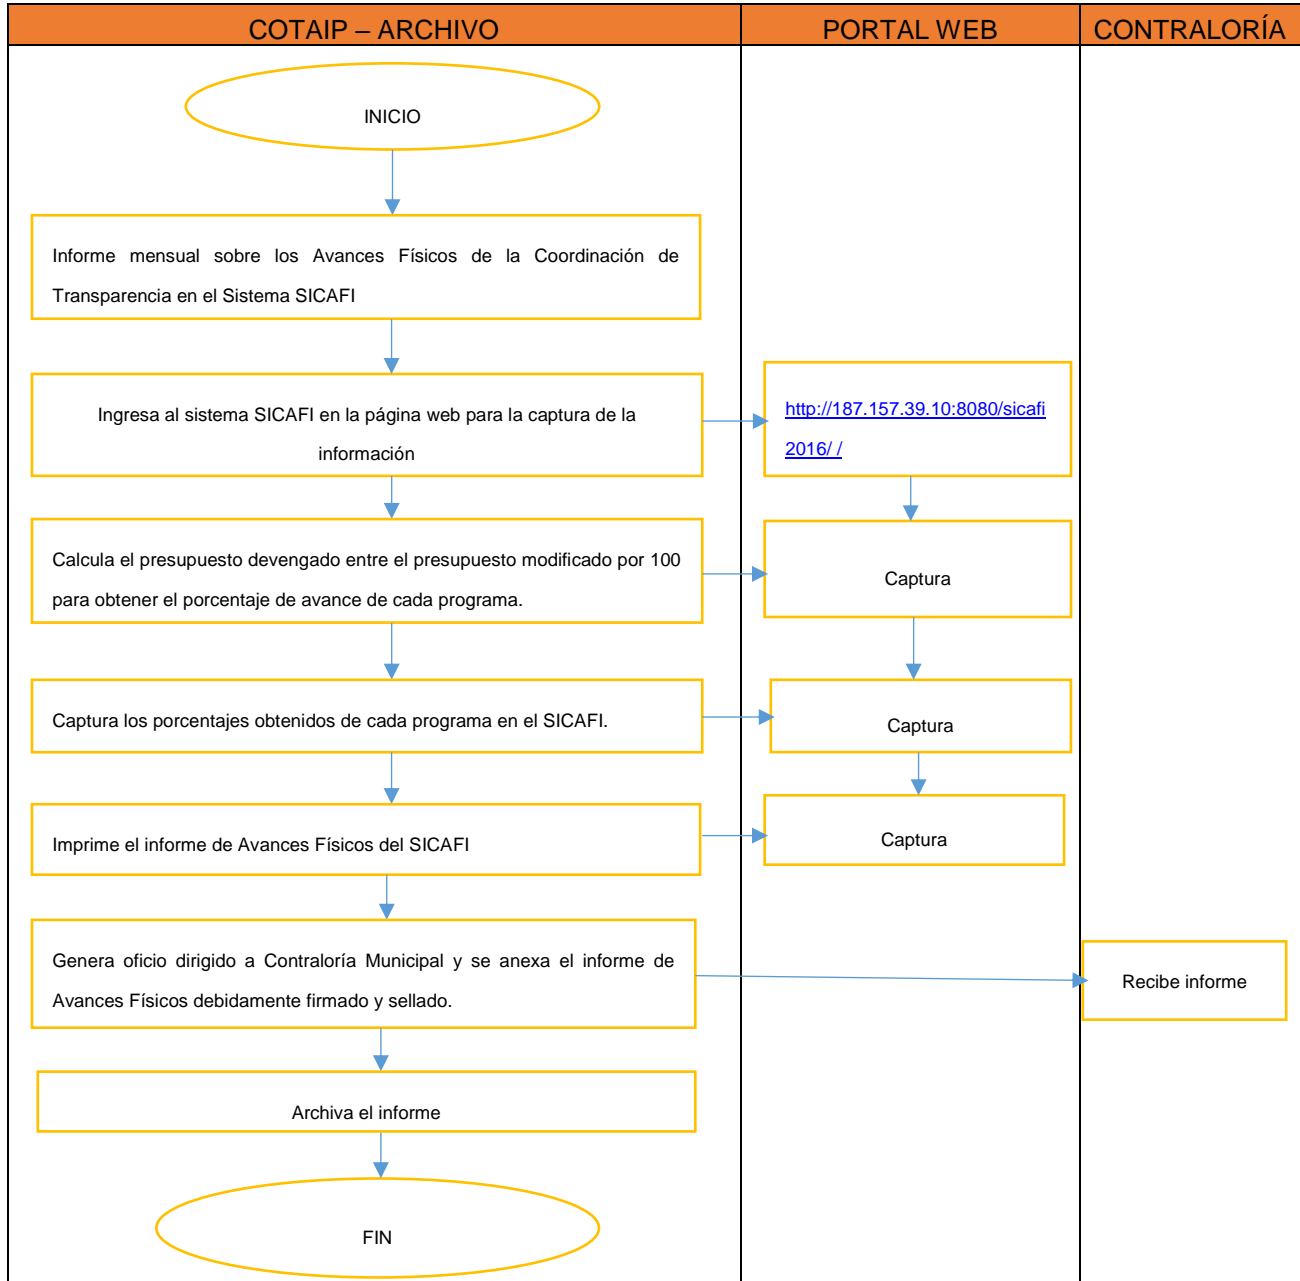 COTAIP – ARCHIVO
PORTAL WEB
CONTRALORÍA
INICIO
Informe mensual sobre los Avances Físicos de la Coordinación de
Transparencia en el Sistema SICAFI
Ingresa al sistema SICAFI en la página web para la captura de la
información
http://187.157.39.10:8080/sicafi
2016/ /
Calcula el presupuesto devengado entre el presupuesto modificado por 100
para obtener el porcentaje de avance de cada programa.
Captura
Captura los porcentajes obtenidos de cada programa en el SICAFI.
Captura
Imprime el informe de Avances Físicos del SICAFI
Captura
Genera oficio dirigido a Contraloría Municipal y se anexa el informe de
Avances Físicos debidamente firmado y sellado.
Recibe informe
Archiva el informe
FIN